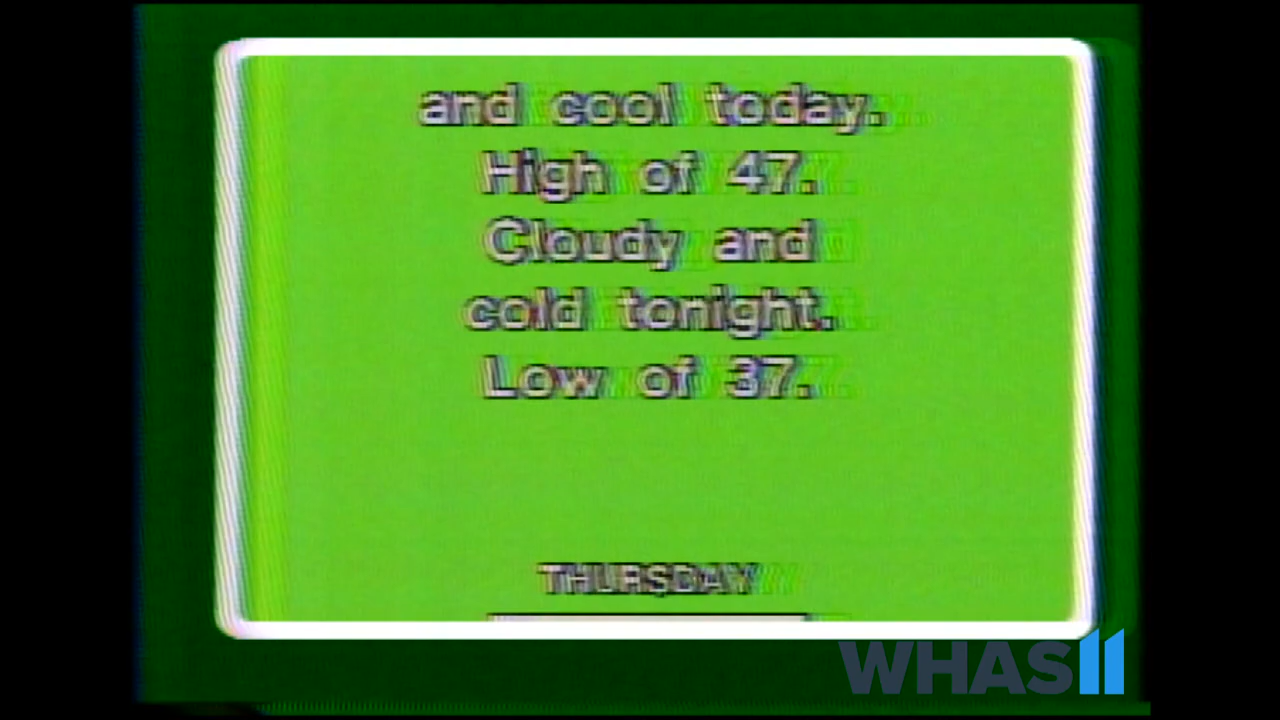 and cool today.
High of 47.
Cloudy and
cold tonight.
Low of 37.
THURSDAY
WHAS11